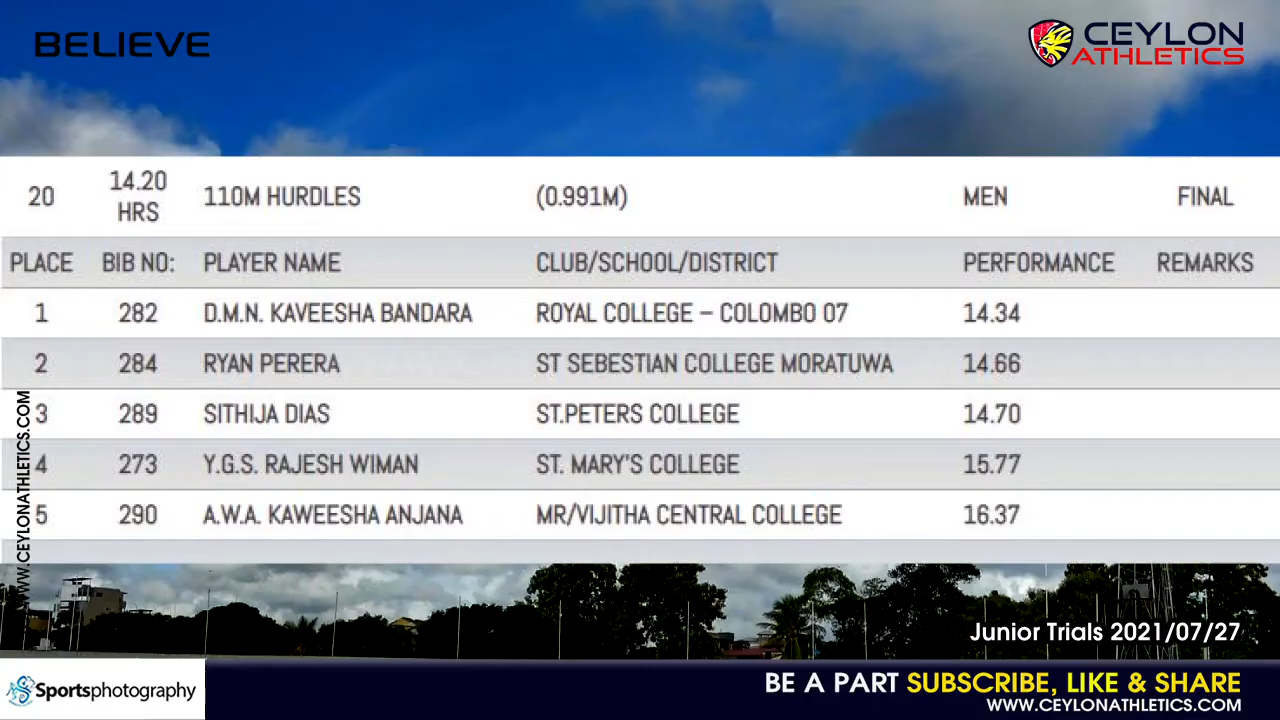 BELIEVE
CEYLON
ATHLETICS
20 14.20 HRS 110M HURDLES (0.991M) MEN FINAL
PLACE BIB NO: PLAYER NAME CLUB/SCHOOL/DISTRICT PERFORMANCE REMARKS
1 282 D.M.N. KAVEESHA BANDARA ROYAL COLLEGE – COLOMBO 07 14.34
2 284 RYAN PERERA ST SEBESTIAN COLLEGE MORATUWA 14.66
3 289 SITHIJA DIAS ST.PETERS COLLEGE 14.70
4 273 Y.G.S. RAJESH WIMAN ST. MARY'S COLLEGE 15.77
5 290 A.W.A. KAWEESHA ANJANA MR/VIJITHA CENTRAL COLLEGE 16.37
WWW.CEYLONATHLETICS.COM
Junior Trials 2021/07/27
Sportsphotography
BE A PART SUBSCRIBE, LIKE & SHARE
WWW.CEYLONATHLETICS.COM